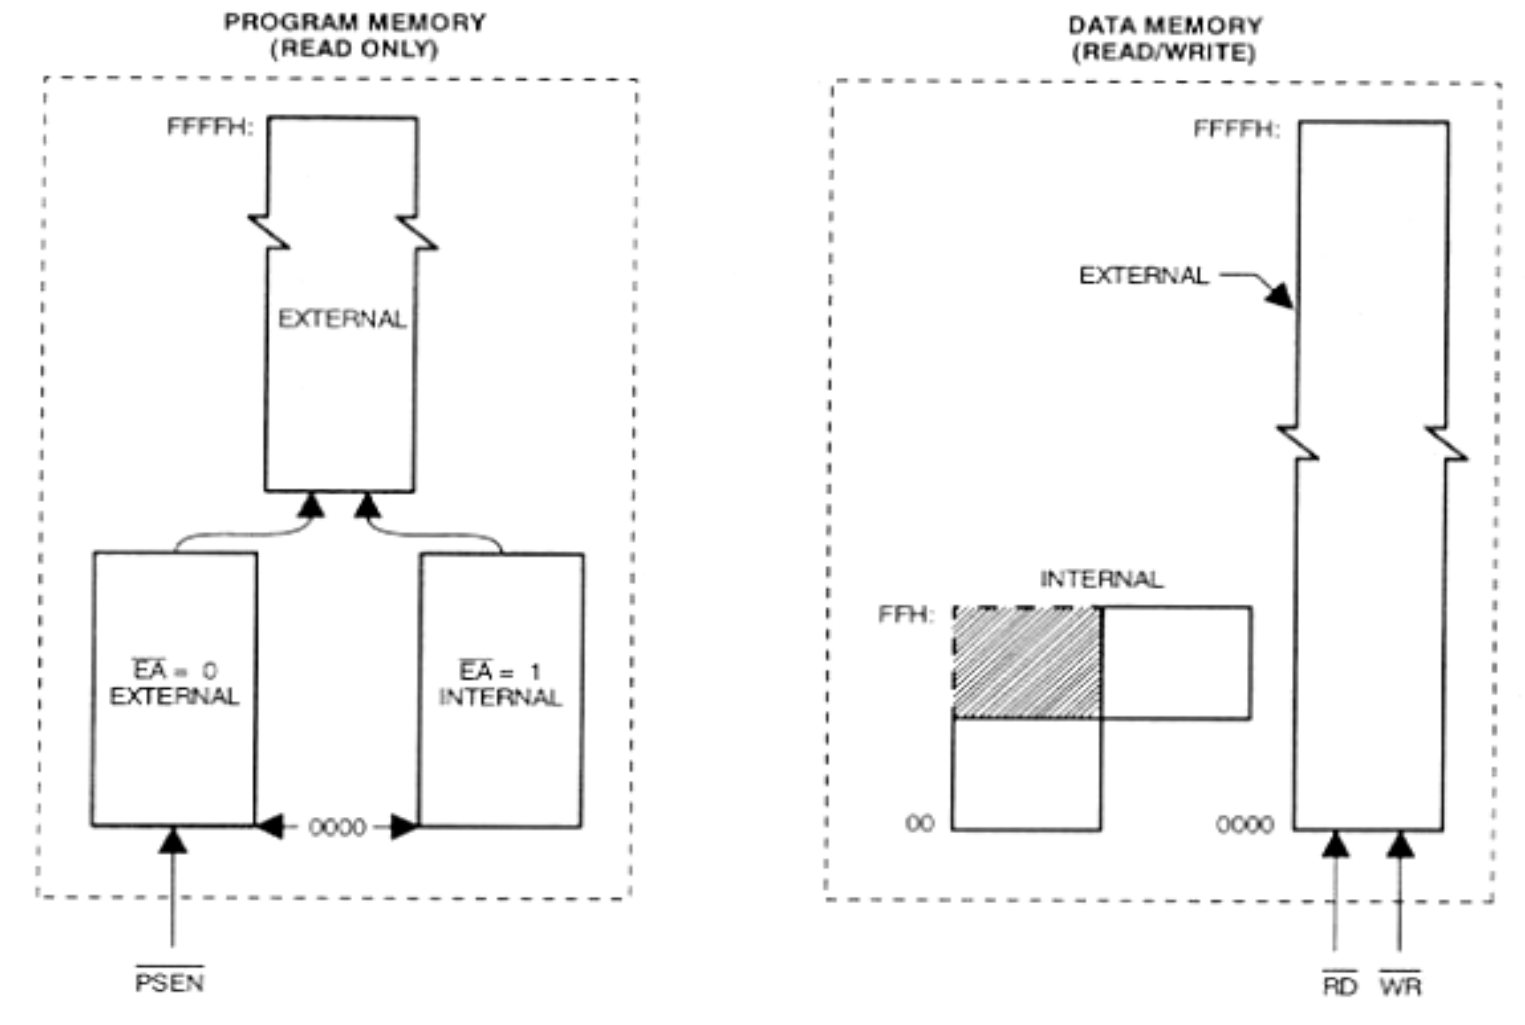 PROGRAM MEMORY
(READ ONLY)
FFFFH:
EXTERNAL
EA = 0
EXTERNAL
EA = 1
INTERNAL
0000
PSEN
DATA MEMORY
(READ/WRITE)
FFFFH:
EXTERNAL
INTERNAL
FFH:
00
0000
RD WR